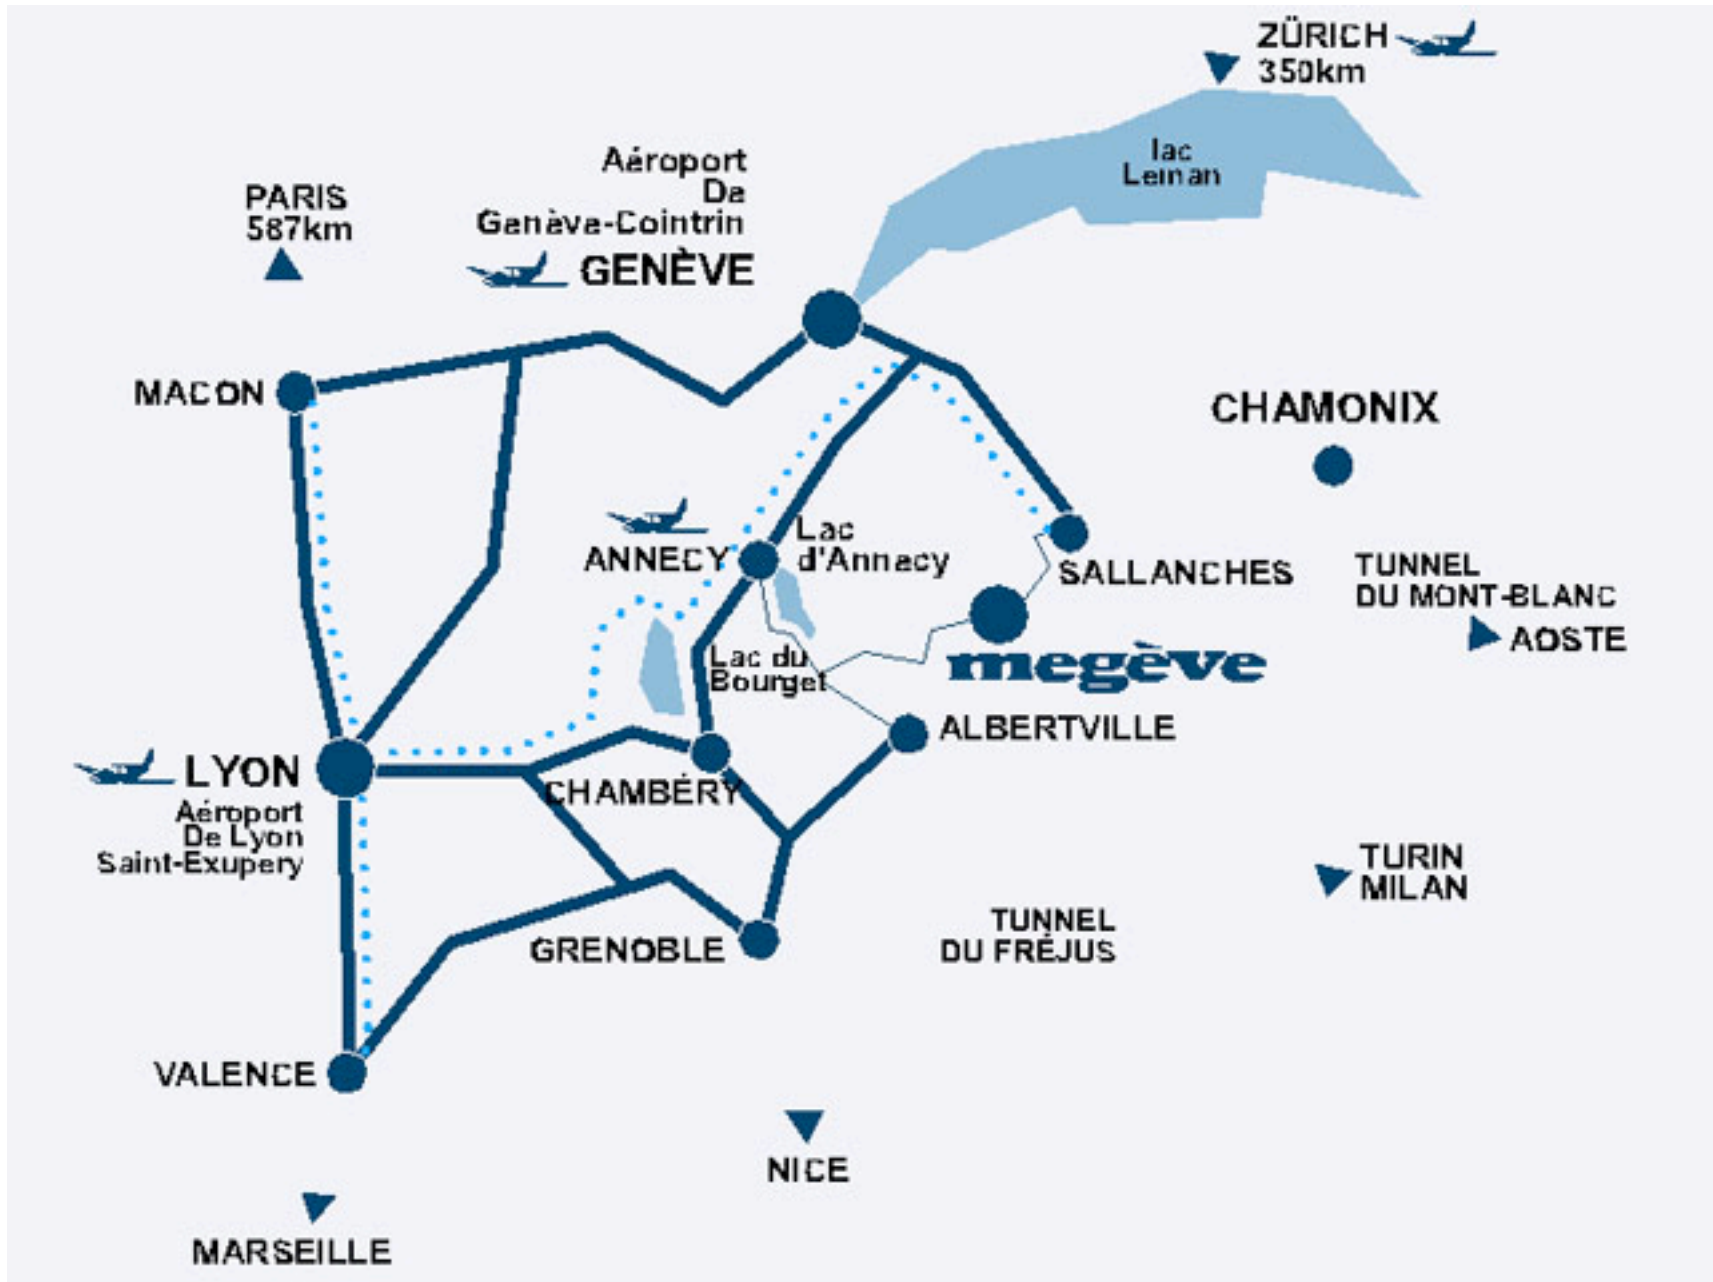 ZÜRICH
350km
lac
Leman
Aéroport
De
Genève-Cointrin
GENÈVE
PARIS
587km
MACON
CHAMONIX
ANNECY
Lac
d'Annecy
SALLANCHES
TUNNEL
DU MONT-BLANC
AOSTE
megève
Lac du
Bourget
ALBERTVILLE
LYON
Aéroport
De Lyon
Saint-Exupery
CHAMBÉRY
TURIN
MILAN
TUNNEL
DU FRÉJUS
GRENOBLE
VALENCE
NICE
MARSEILLE